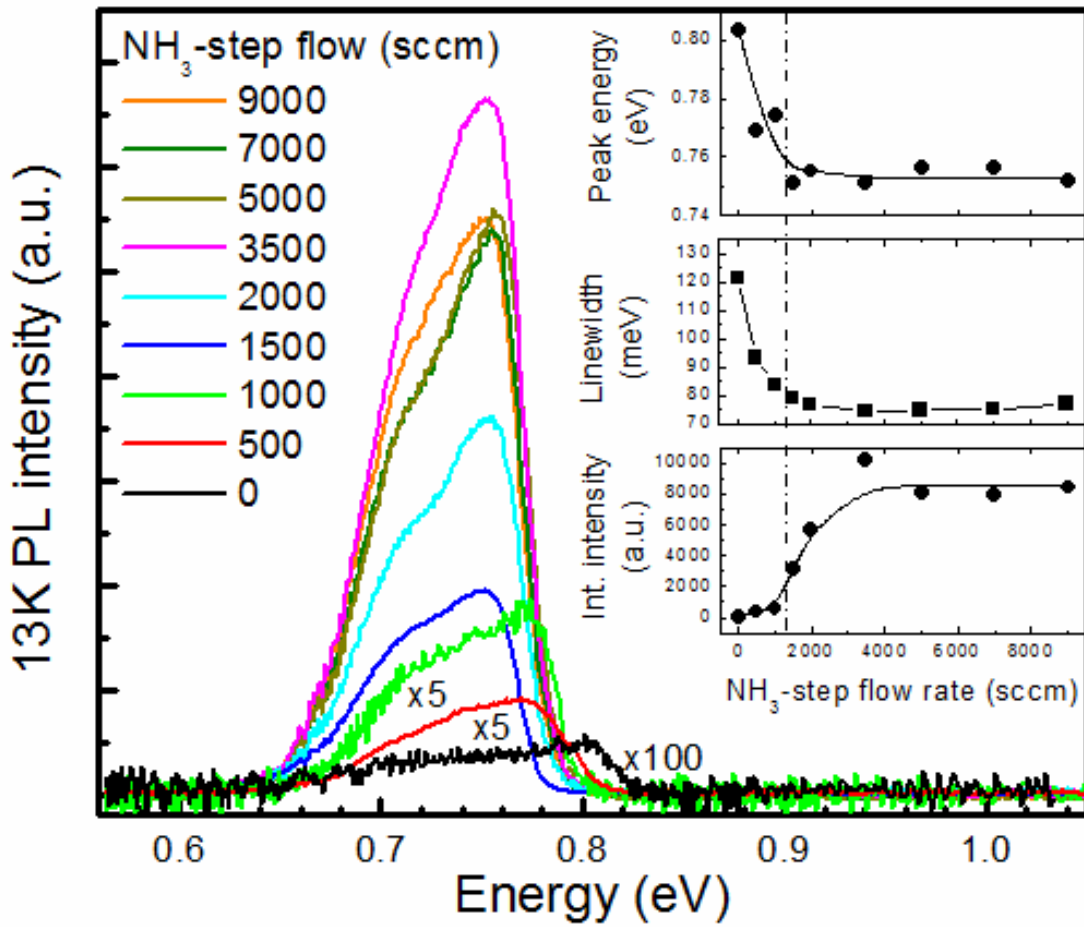 NH3-step flow (sccm)
9000
7000
5000
3500
2000
1500
1000
500
0
13K PL intensity (a.u.)
x5
x5
x100
0.6 0.7 0.8 0.9 1.0
Energy (eV)
Peak energy
(eV)
0.80
0.78
0.76
0.74
Linewidth
(meV)
130
120
110
100
90
80
70
Int. intensity
(a.u.)
10000
8000
6000
4000
2000
0
0 2000 4000 6000 8000
NH3-step flow rate (sccm)